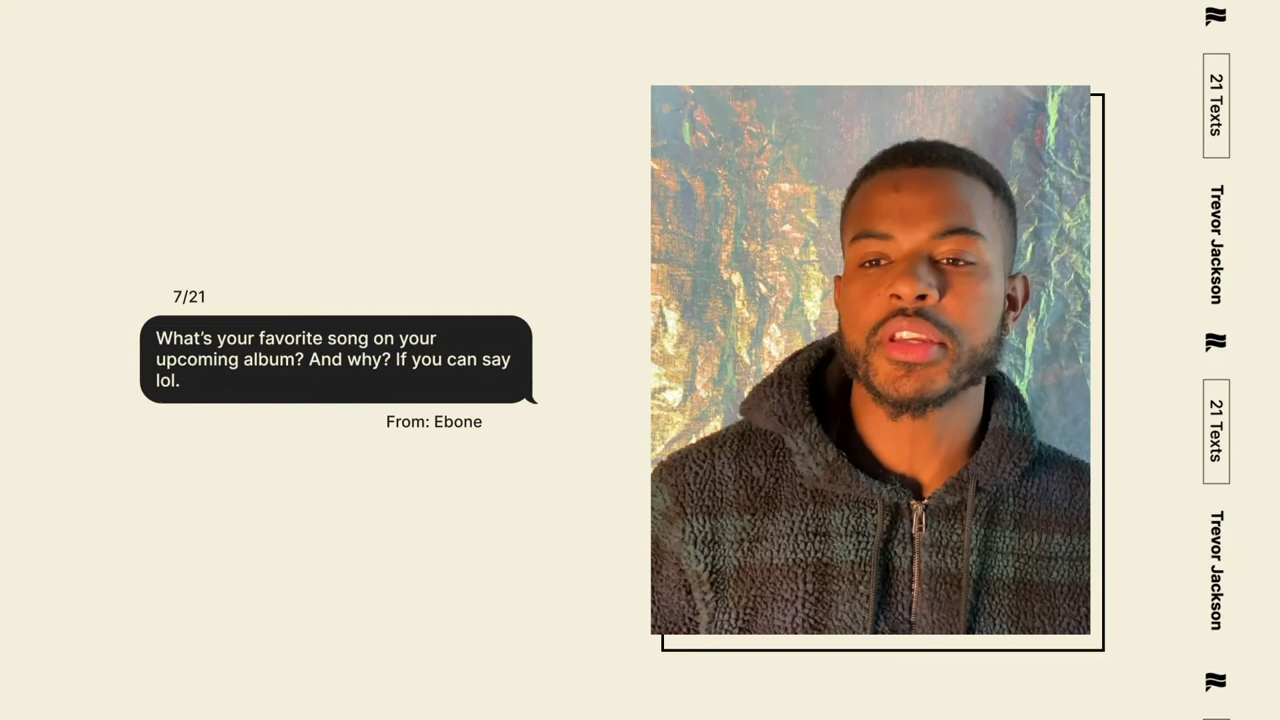 7/21
What's your favorite song on your
upcoming album? And why? If you can say
lol.
From: Ebone
21 Texts
Trevor Jackson
21 Texts
Trevor Jackson